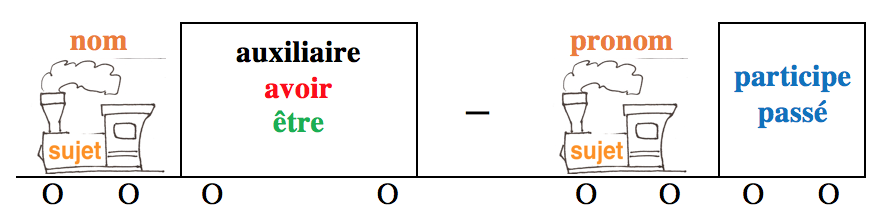 nom
sujet
auxiliaire
avoir
être
–
pronom
sujet
participe
passé
O O O O O O O O